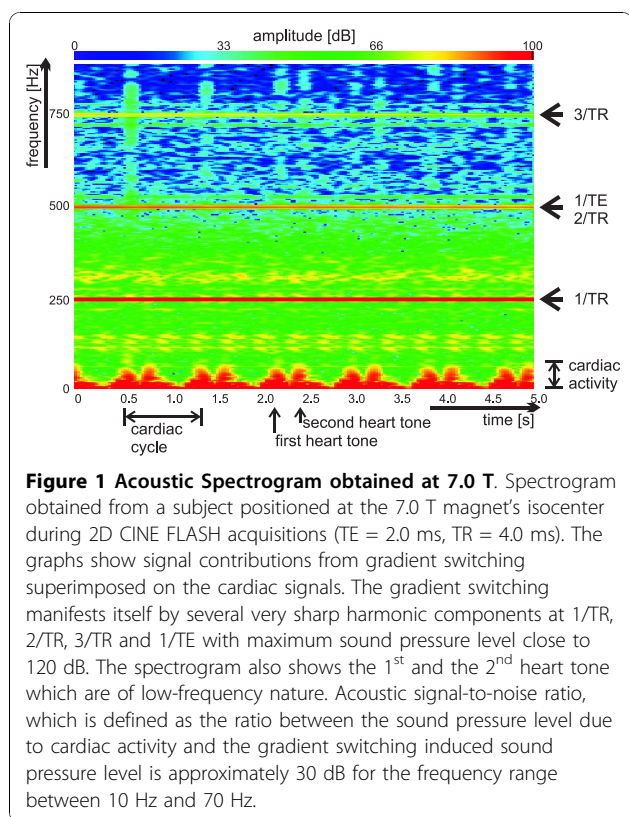 amplitude [dB]
0 33 66 100
frequency [Hz]
750
500
250
0
3/TR
1/TE
2/TR
1/TR
cardiac
activity
0 0.5 1.0 1.5 2.0 2.5 3.0 3.5 4.0 4.5 5.0
cardiac
cycle
second heart tone
first heart tone
time [s]
Figure 1 Acoustic Spectrogram obtained at 7.0 T. Spectrogram
obtained from a subject positioned at the 7.0 T magnet's isocenter
during 2D CINE FLASH acquisitions (TE = 2.0 ms, TR = 4.0 ms). The
graphs show signal contributions from gradient switching
superimposed on the cardiac signals. The gradient switching
manifests itself by several very sharp harmonic components at 1/TR,
2/TR, 3/TR and 1/TE with maximum sound pressure level close to
120 dB. The spectrogram also shows the 1st and the 2nd heart tone
which are of low-frequency nature. Acoustic signal-to-noise ratio,
which is defined as the ratio between the sound pressure level due
to cardiac activity and the gradient switching induced sound
pressure level is approximately 30 dB for the frequency range
between 10 Hz and 70 Hz.